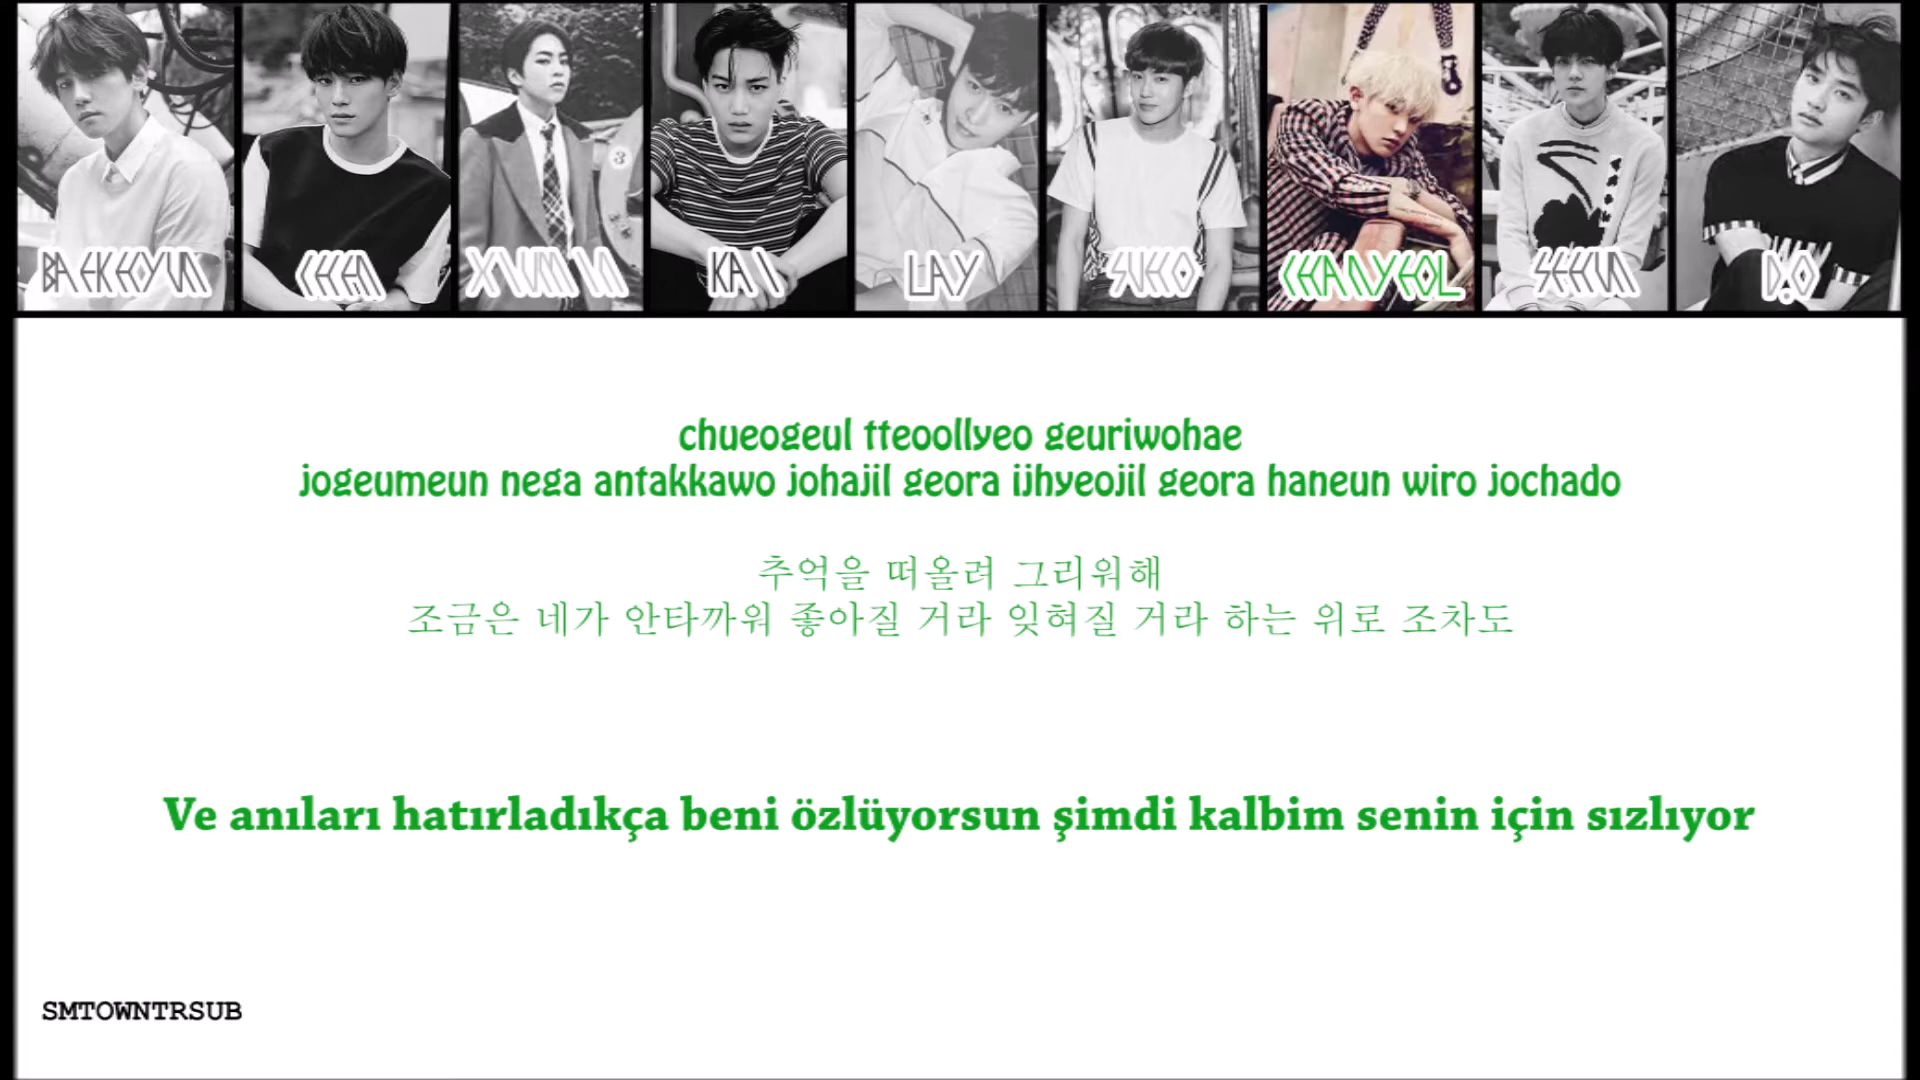 BAEKHYUN
CHEN
XIUMIN
KAI
LAY
SUHO
CHANYEOL
SEHUN
D.O
3
chueogeul tteoollyeo geuriwohae
jogeumeun nega antakkawo johajil geora ijhyeojil geora haneun wiro jochado
추억을 떠올려 그리워해
조금은 네가 안타까워 좋아질 거라 잊혀질 거라 하는 위로 조차도
Ve anıları hatırladıkça beni özlüyorsun şimdi kalbim senin için sızlıyor
SMTOWNTRSUB